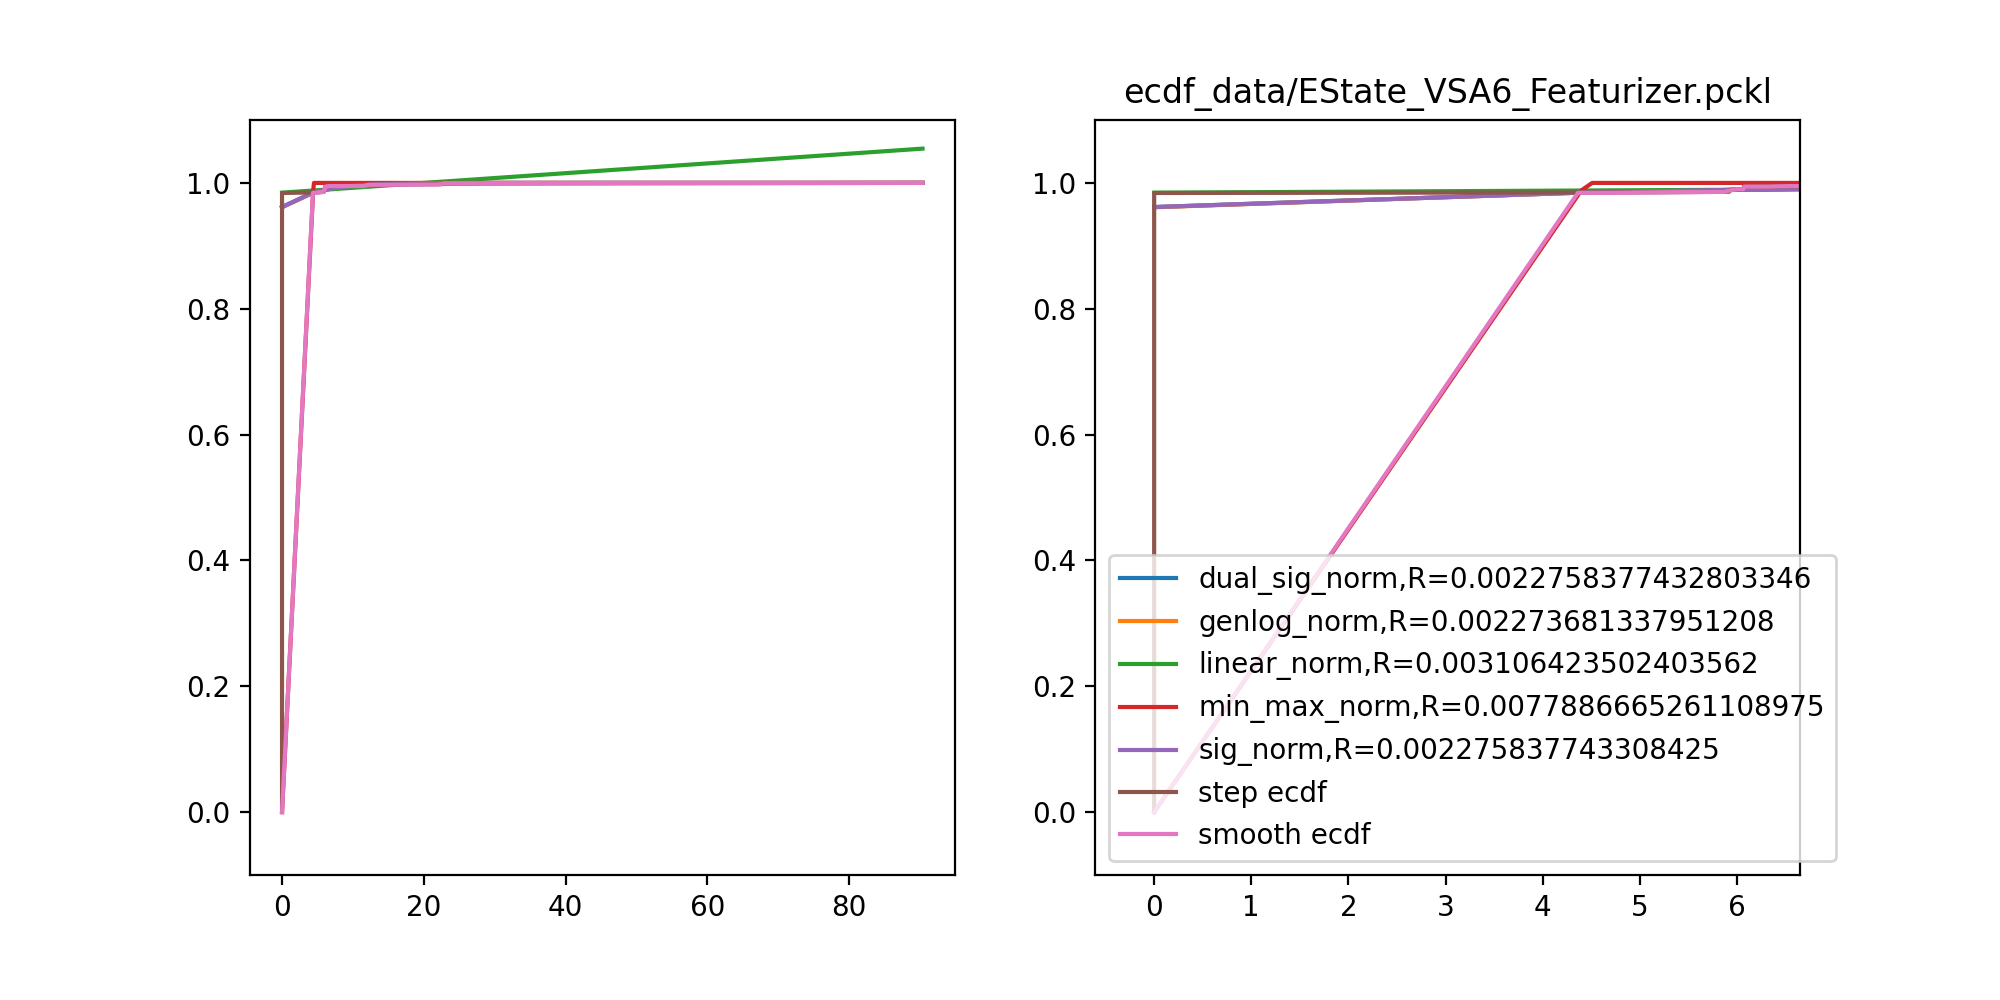 ecdf_data/EState_VSA6_Featurizer.pckl
1.0
0.8
0.6
0.4
0.2
0.0
0 20 40 60 80
1.0
0.8
0.6
0.4
0.2
0.0
0 1 2 3 4 5 6
dual_sig_norm,R=0.0022758377432803346
genlog_norm,R=0.002273681337951208
linear_norm,R=0.003106423502403562
min_max_norm,R=0.0077886665261108975
sig_norm,R=0.002275837743308425
step ecdf
smooth ecdf